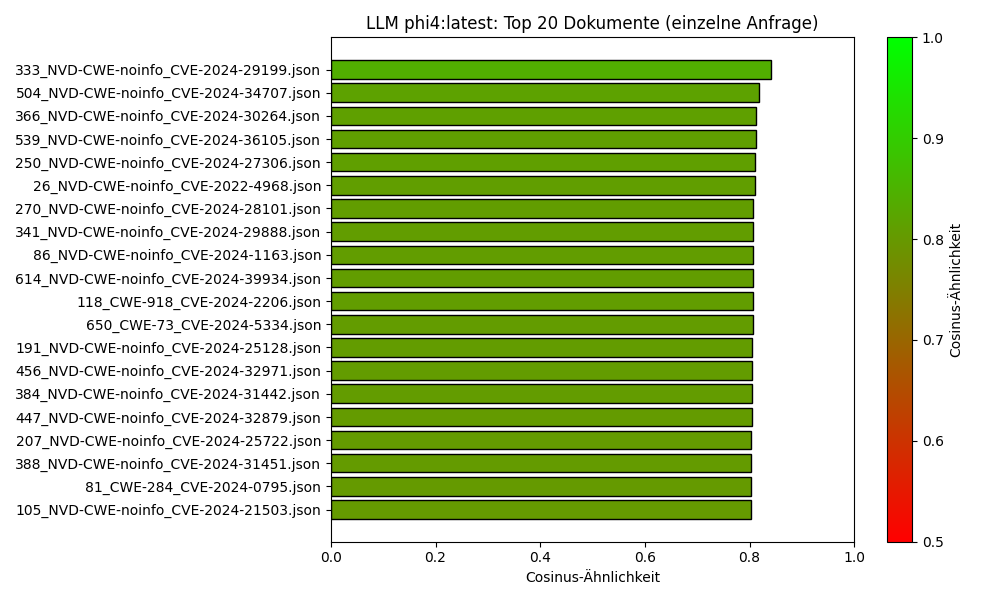 LLM phi4:latest: Top 20 Dokumente (einzelne Anfrage)
333_NVD-CWE-noinfo_CVE-2024-29199.json
504_NVD-CWE-noinfo_CVE-2024-34707.json
366_NVD-CWE-noinfo_CVE-2024-30264.json
539_NVD-CWE-noinfo_CVE-2024-36105.json
250_NVD-CWE-noinfo_CVE-2024-27306.json
26_NVD-CWE-noinfo_CVE-2022-4968.json
270_NVD-CWE-noinfo_CVE-2024-28101.json
341_NVD-CWE-noinfo_CVE-2024-29888.json
86_NVD-CWE-noinfo_CVE-2024-1163.json
614_NVD-CWE-noinfo_CVE-2024-39934.json
118_CWE-918_CVE-2024-2206.json
650_CWE-73_CVE-2024-5334.json
191_NVD-CWE-noinfo_CVE-2024-25128.json
456_NVD-CWE-noinfo_CVE-2024-32971.json
384_NVD-CWE-noinfo_CVE-2024-31442.json
447_NVD-CWE-noinfo_CVE-2024-32879.json
207_NVD-CWE-noinfo_CVE-2024-25722.json
388_NVD-CWE-noinfo_CVE-2024-31451.json
81_CWE-284_CVE-2024-0795.json
105_NVD-CWE-noinfo_CVE-2024-21503.json
0.0 0.2 0.4 0.6 0.8 1.0
Cosinus-Ähnlichkeit
1.0
0.9
0.8
0.7
0.6
0.5
Cosinus-Ähnlichkeit